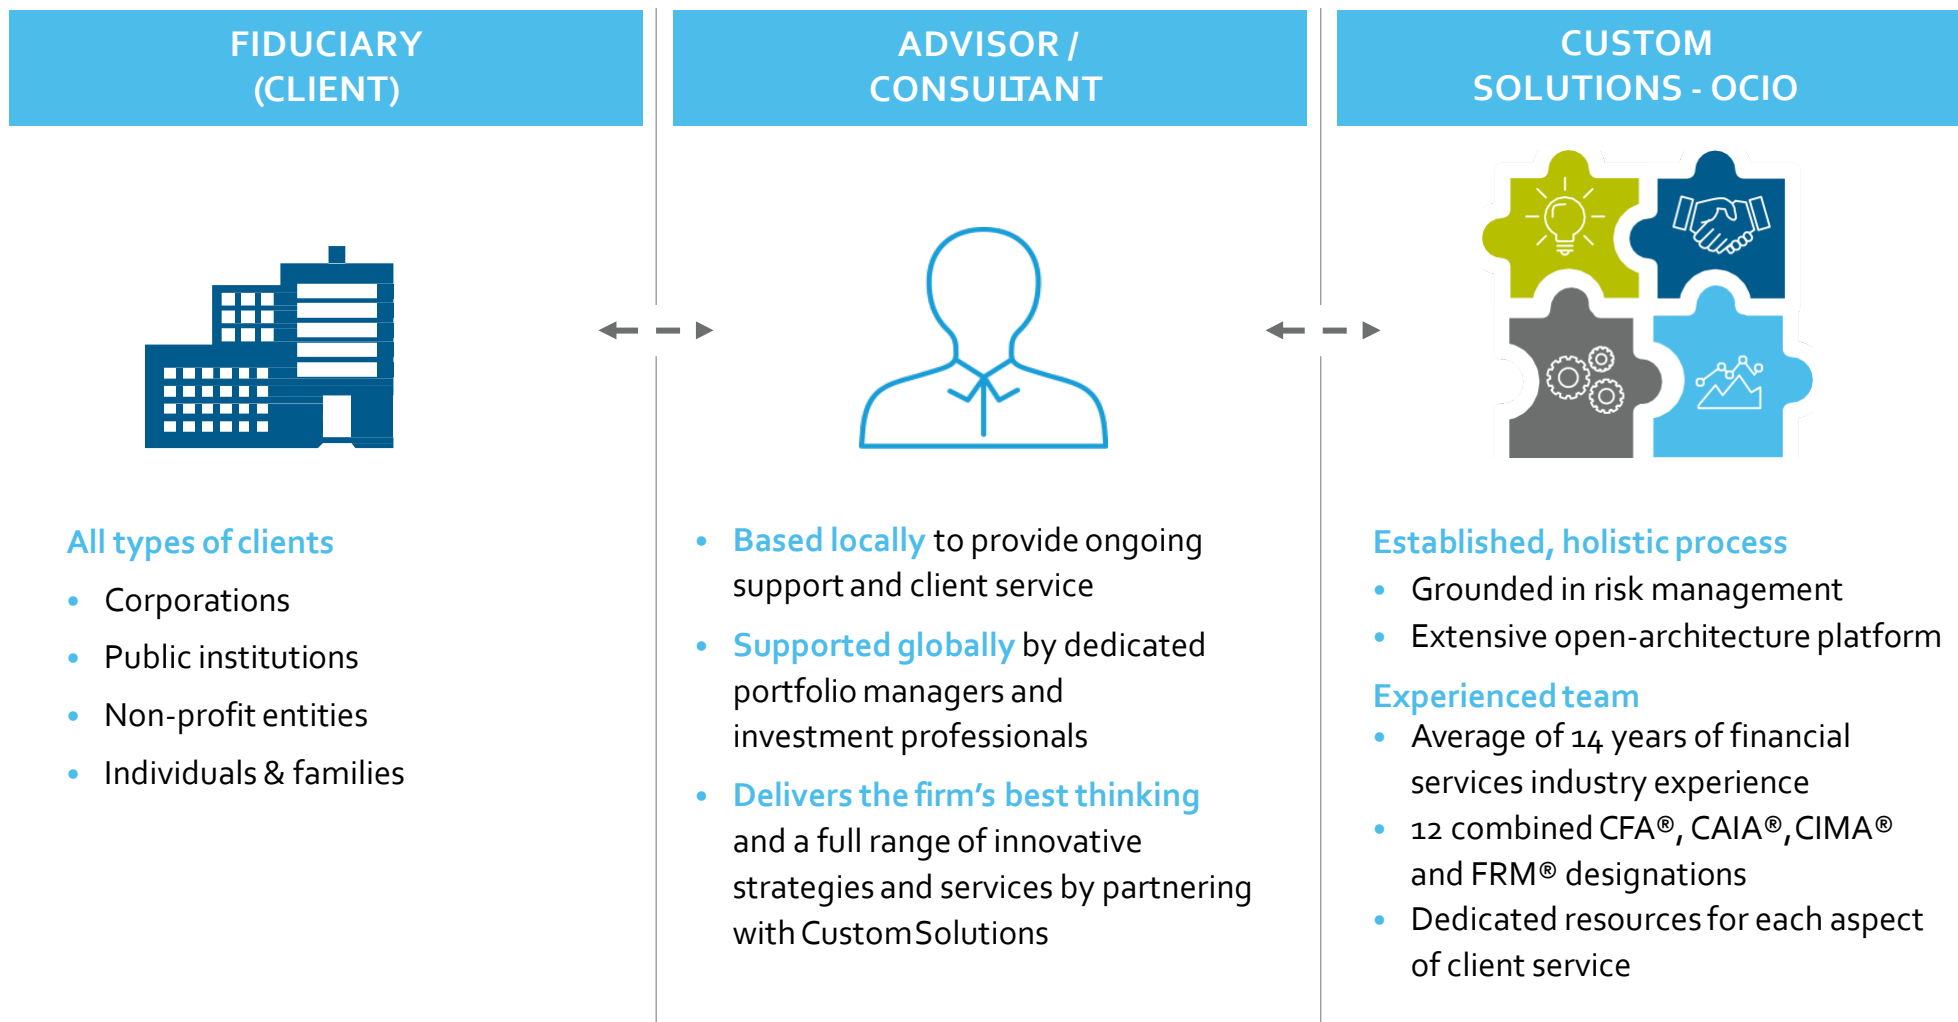 FIDUCIARY
(CLIENT)
All types of clients
• Corporations
• Public institutions
• Non-profit entities
• Individuals & families
ADVISOR /
CONSULTANT
• Based locally to provide ongoing
support and client service
• Supported globally by dedicated
portfolio managers and
investment professionals
• Delivers the firm's best thinking
and a full range of innovative
strategies and services by partnering
with Custom Solutions
CUSTOM
SOLUTIONS - OCIO
Established, holistic process
• Grounded in risk management
• Extensive open-architecture platform
Experienced team
• Average of 14 years of financial
services industry experience
• 12 combined CFA®, CAIA®, CIMA®
and FRM® designations
• Dedicated resources for each aspect
of client service